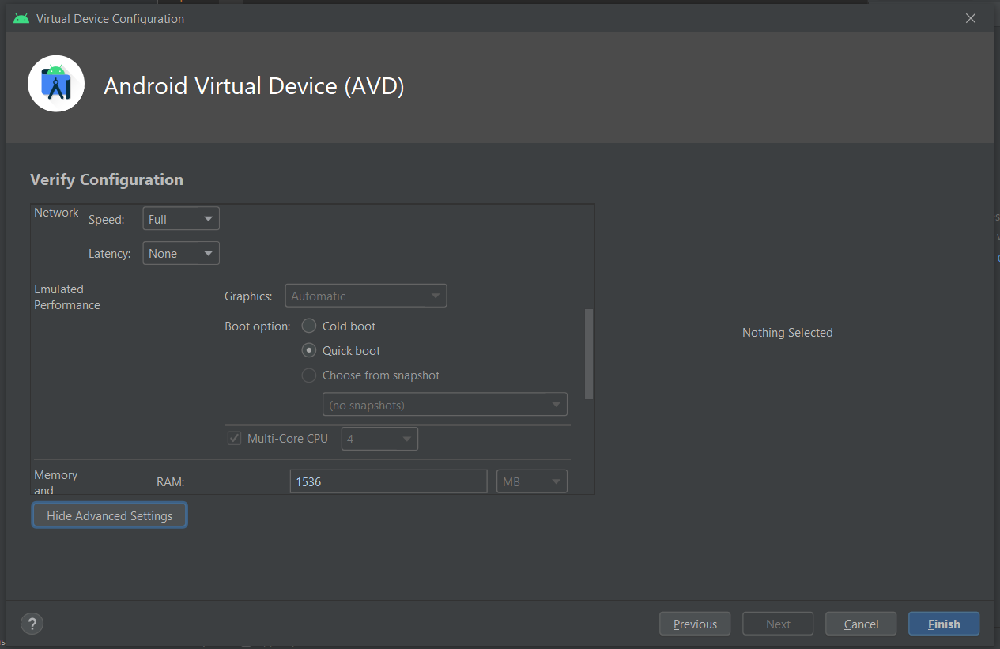 Virtual Device Configuration
Android Virtual Device (AVD)
Verify Configuration
Network
Speed: Full
Latency: None
Emulated
Performance
Graphics: Automatic
Boot option: Cold boot
Quick boot
Choose from snapshot
(no snapshots)
Multi-Core CPU 4
Memory
and
RAM: 1536 MB
Nothing Selected
Hide Advanced Settings
? Previous Next Cancel Finish